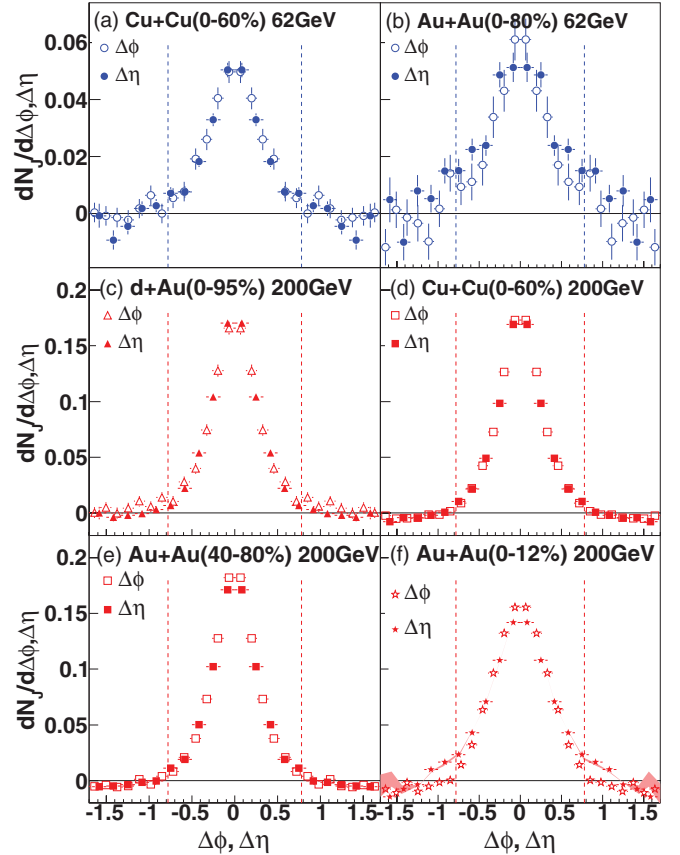 (a) Cu+Cu(0-60%) 62GeV
(b) Au+Au(0-80%) 62GeV
Δϕ
Δη
Δϕ
Δη
dN_J/dΔϕ,Δη
0.06
0.04
0.02
0
(c) d+Au(0-95%) 200GeV
(d) Cu+Cu(0-60%) 200GeV
Δϕ
Δη
Δϕ
Δη
dN_J/dΔϕ,Δη
0.2
0.15
0.1
0.05
0
(e) Au+Au(40-80%) 200GeV
(f) Au+Au(0-12%) 200GeV
Δϕ
Δη
Δϕ
Δη
dN_J/dΔϕ,Δη
0.2
0.15
0.1
0.05
0
-1.5 -1 -0.5 0 0.5 1 1.5 -1.5 -1 -0.5 0 0.5 1 1.5
Δϕ, Δη Δϕ, Δη